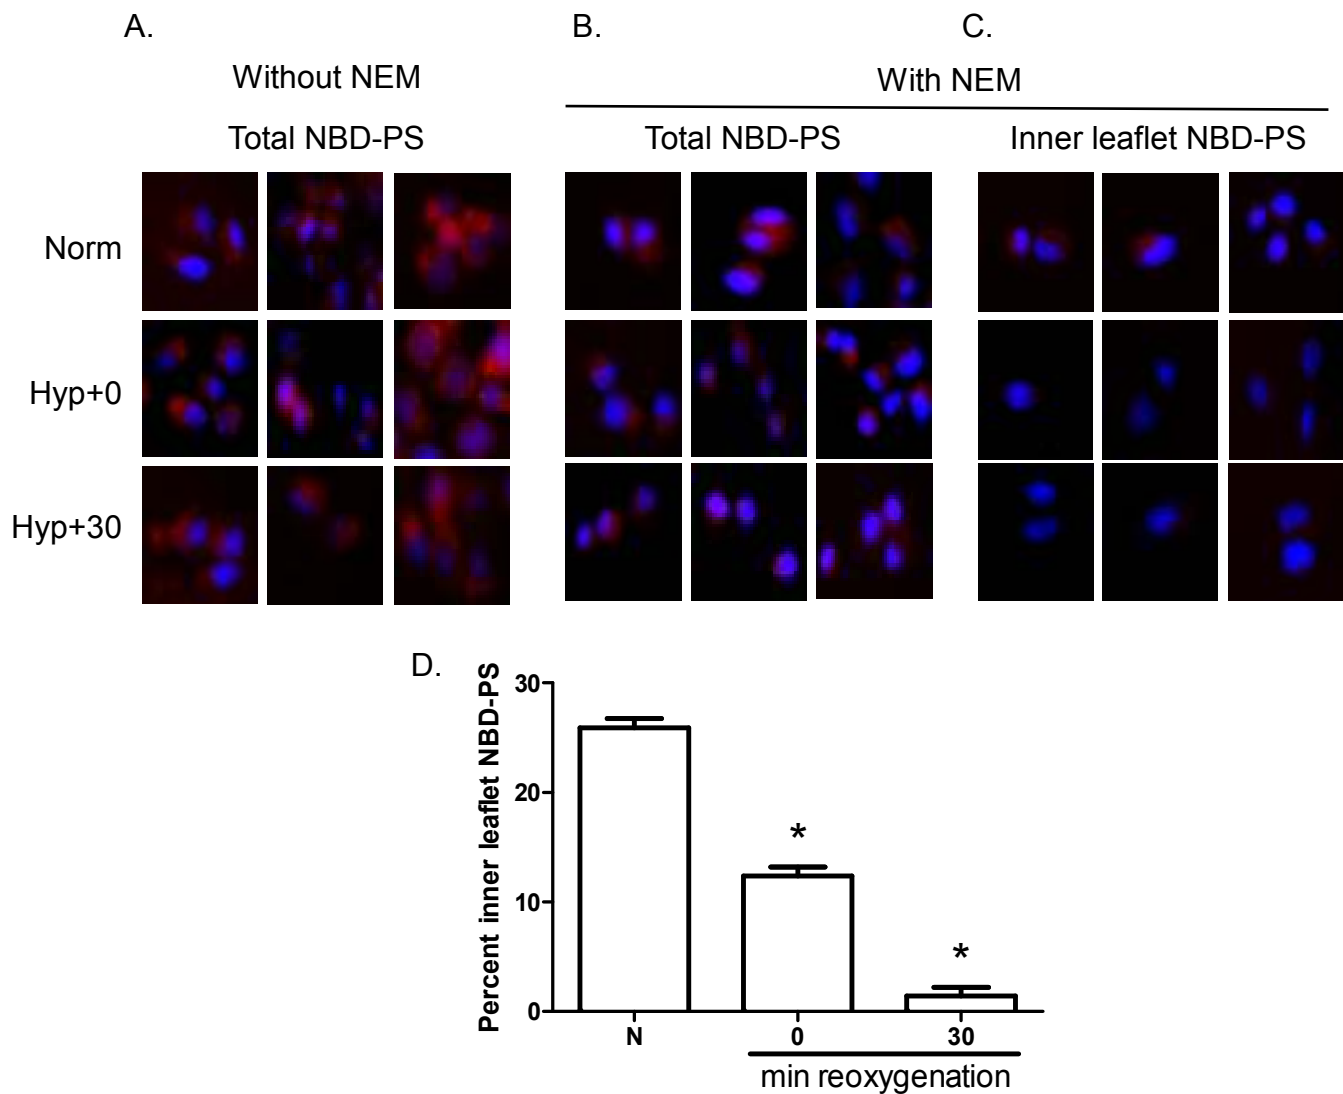 A.
B.
C.
Without NEM
With NEM
Total NBD-PS
Total NBD-PS
Inner leaflet NBD-PS
Norm
Hyp+0
Hyp+30
D.
Percent inner leaflet NBD-PS
30
20
10
0
*
*
N
0
30
min reoxygenation